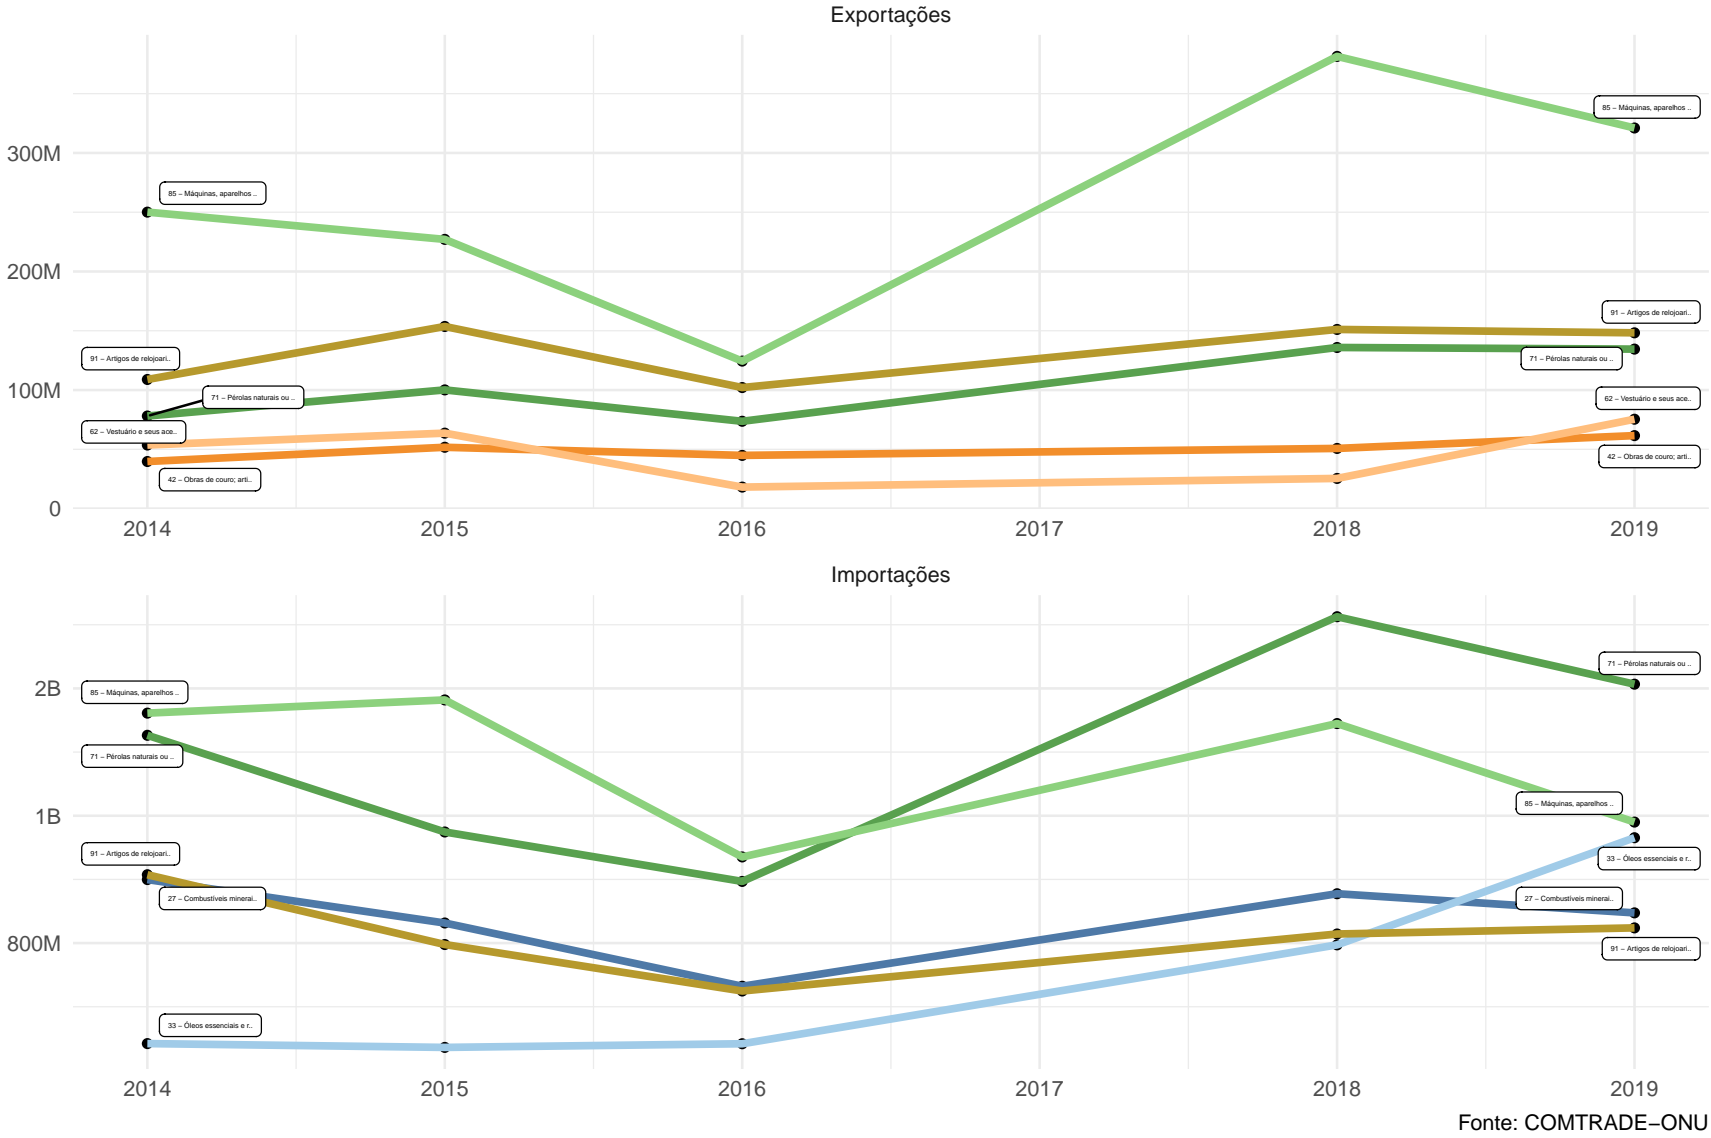 Exportações
300M
200M
100M
0
85 – Máquinas, aparelhos ..
85 – Máquinas, aparelhos ..
91 – Artigos de relojoari..
91 – Artigos de relojoari..
71 – Pérolas naturais ou ..
71 – Pérolas naturais ou ..
62 – Vestuário e seus ace..
62 – Vestuário e seus ace..
42 – Obras de couro; arti..
42 – Obras de couro; arti..
2014 2015 2016 2017 2018 2019
Importações
2B
1B
800M
71 – Pérolas naturais ou ..
85 – Máquinas, aparelhos ..
71 – Pérolas naturais ou ..
85 – Máquinas, aparelhos ..
91 – Artigos de relojoari..
33 – Óleos essenciais e r..
27 – Combustíveis minerai..
27 – Combustíveis minerai..
91 – Artigos de relojoari..
33 – Óleos essenciais e r..
2014 2015 2016 2017 2018 2019
Fonte: COMTRADE−ONU